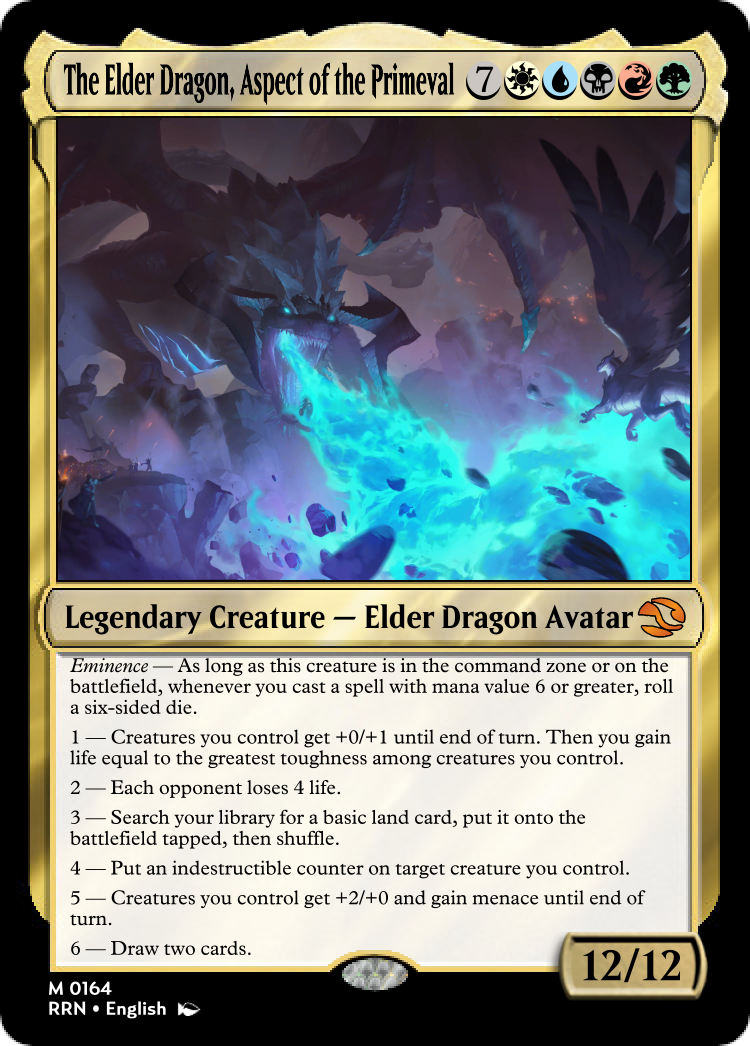 The Elder Dragon, Aspect of the Primeval 7
Legendary Creature — Elder Dragon Avatar
Eminence — As long as this creature is in the command zone or on the
battlefield, whenever you cast a spell with mana value 6 or greater, roll
a six-sided die.
1 — Creatures you control get +0/+1 until end of turn. Then you gain
life equal to the greatest toughness among creatures you control.
2 — Each opponent loses 4 life.
3 — Search your library for a basic land card, put it onto the
battlefield tapped, then shuffle.
4 — Put an indestructible counter on target creature you control.
5 — Creatures you control get +2/+0 and gain menace until end of
turn.
6 — Draw two cards.
12/12
M 0164
RRN • English